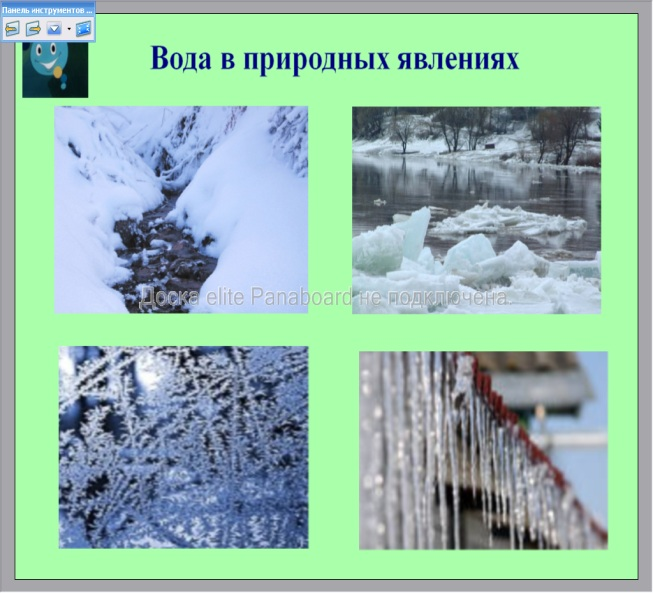 Панель инструментов ...
Вода в природных явлениях
Доска elite Panaboard не подключена.